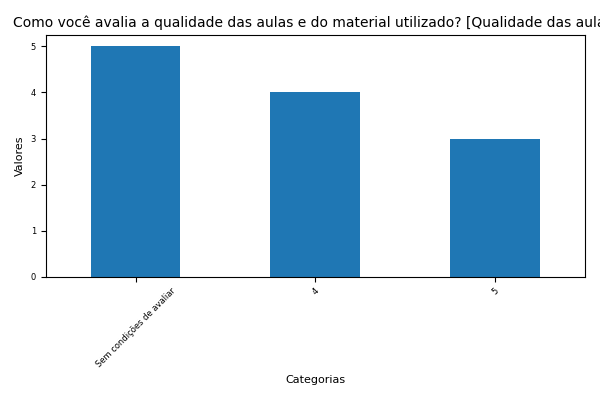 Como você avalia a qualidade das aulas e do material utilizado? [Qualidade das aula
5
4
3
2
1
0
Valores
Sem condições de avaliar
4
5
Categorias